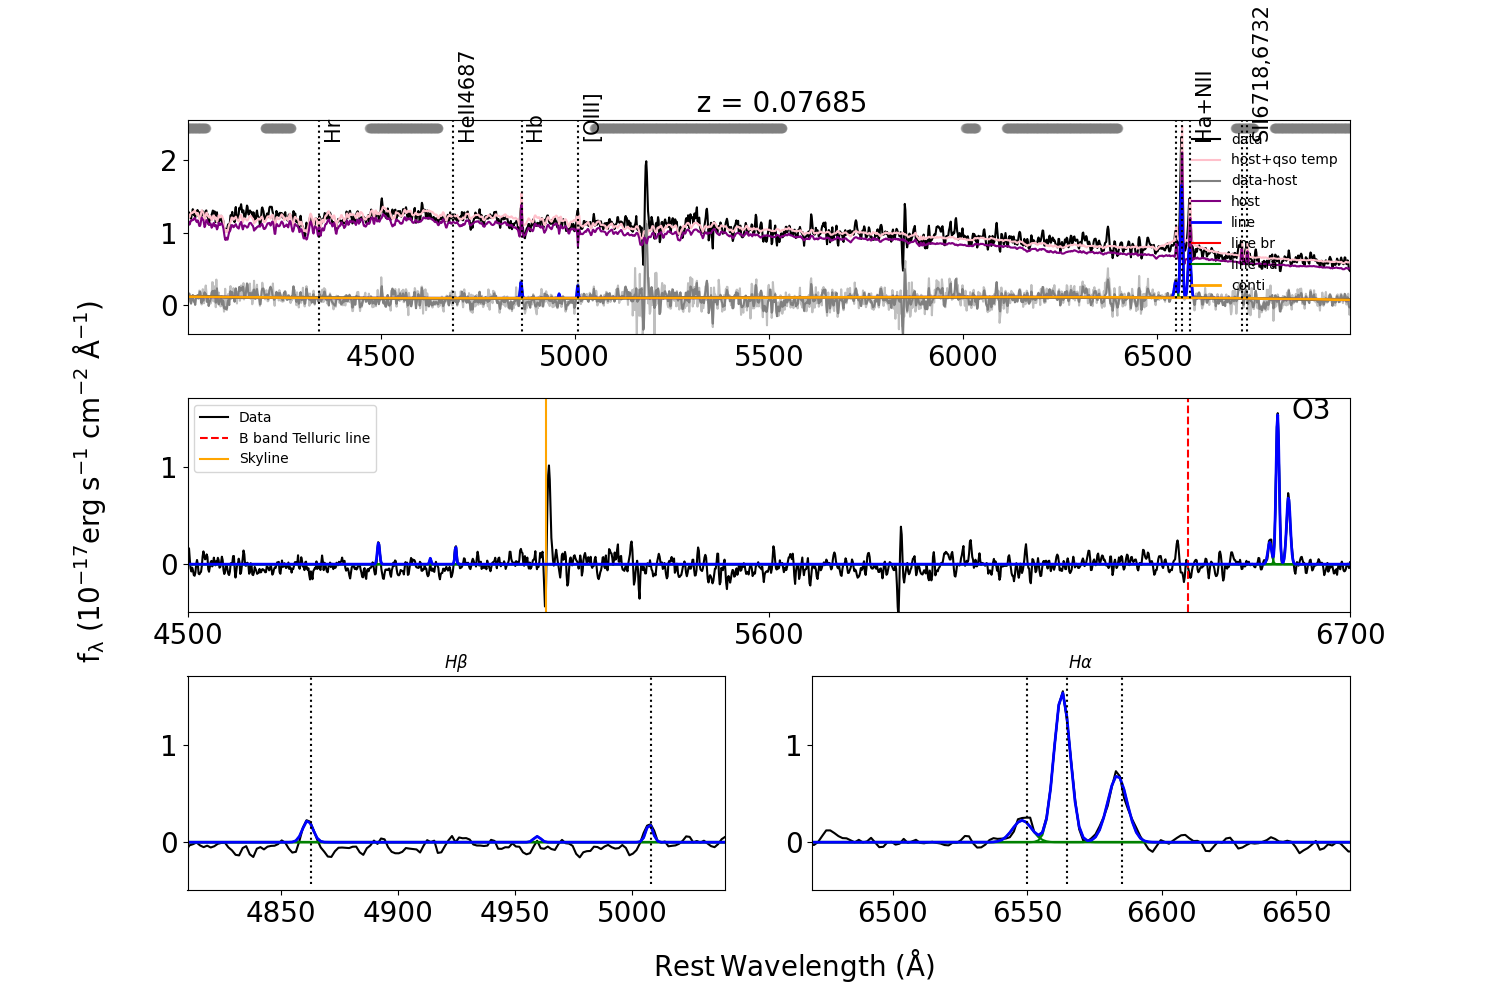 z = 0.07685
Hr
HeII4687
Hb
[OIII]
Ha+NII
SII6718,6732
data
host+qso temp
data-host
host
line
line br
conti
2
1
0
4500
5000
5500
6000
6500
Data
B band Telluric line
Skyline
O3
1
0
4500
5600
6700
fλ (10−17erg s−1 cm−2 Å−1)
Hβ
1
0
4850
4900
4950
5000
Hα
1
0
6500
6550
6600
6650
Rest Wavelength (Å)